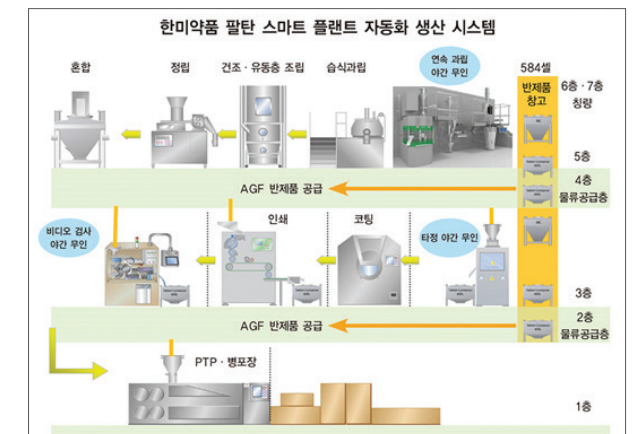 한미약품 팔탄 스마트 플랜트 자동화 생산 시스템
혼합
정립
건조·유동층 조립
습식과립
연속 과립
야간 무인
584셀
반제품
창고
6층·7층
칭량
5층
4층
물류공급층
AGF 반제품 공급
비디오 검사
야간 무인
인쇄
코팅
타정 야간 무인
3층
2층
물류공급층
AGF 반제품 공급
PTP·병포장
1층